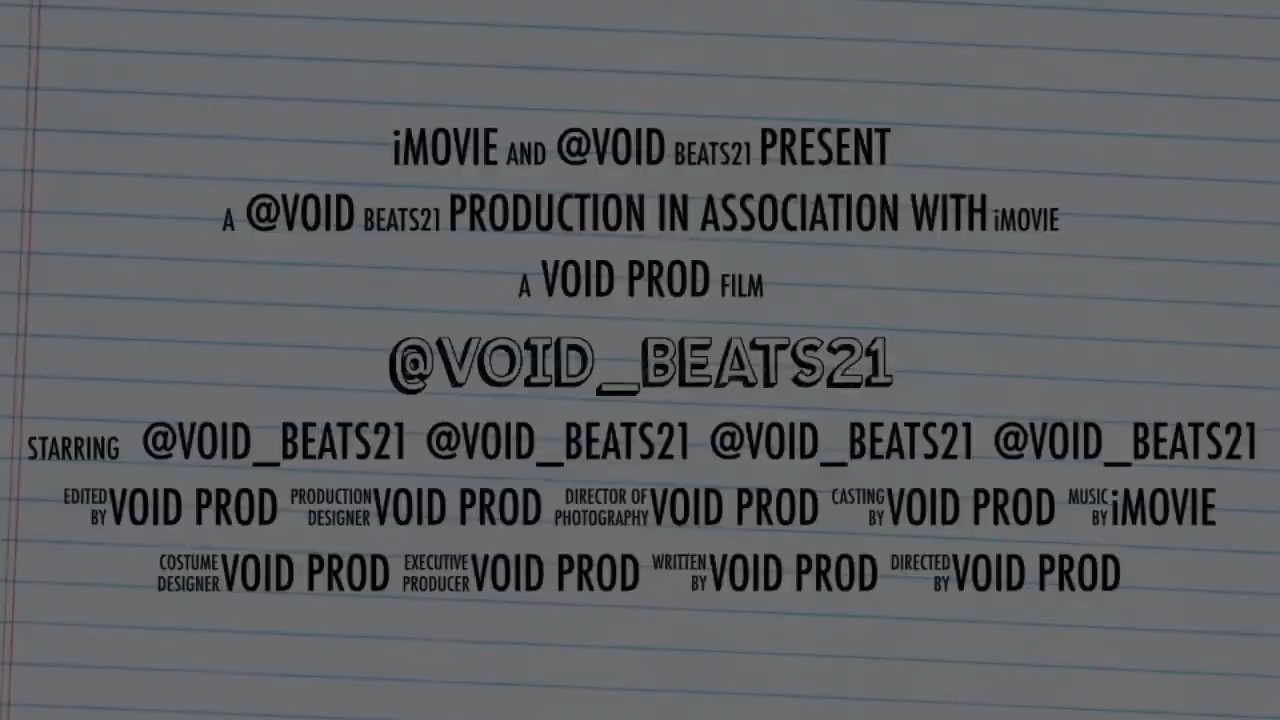 iMOVIE AND @VOID BEATS21 PRESENT
A @VOID BEATS21 PRODUCTION IN ASSOCIATION WITH iMOVIE
A VOID PROD FILM
@VOID_BEATS21
STARRING @VOID_BEATS21 @VOID_BEATS21 @VOID_BEATS21 @VOID_BEATS21
EDITED BY VOID PROD PRODUCTION DESIGNER VOID PROD DIRECTOR OF PHOTOGRAPHY VOID PROD CASTING BY VOID PROD MUSIC BY iMOVIE
COSTUME DESIGNER VOID PROD EXECUTIVE PRODUCER VOID PROD WRITTEN BY VOID PROD DIRECTED BY VOID PROD